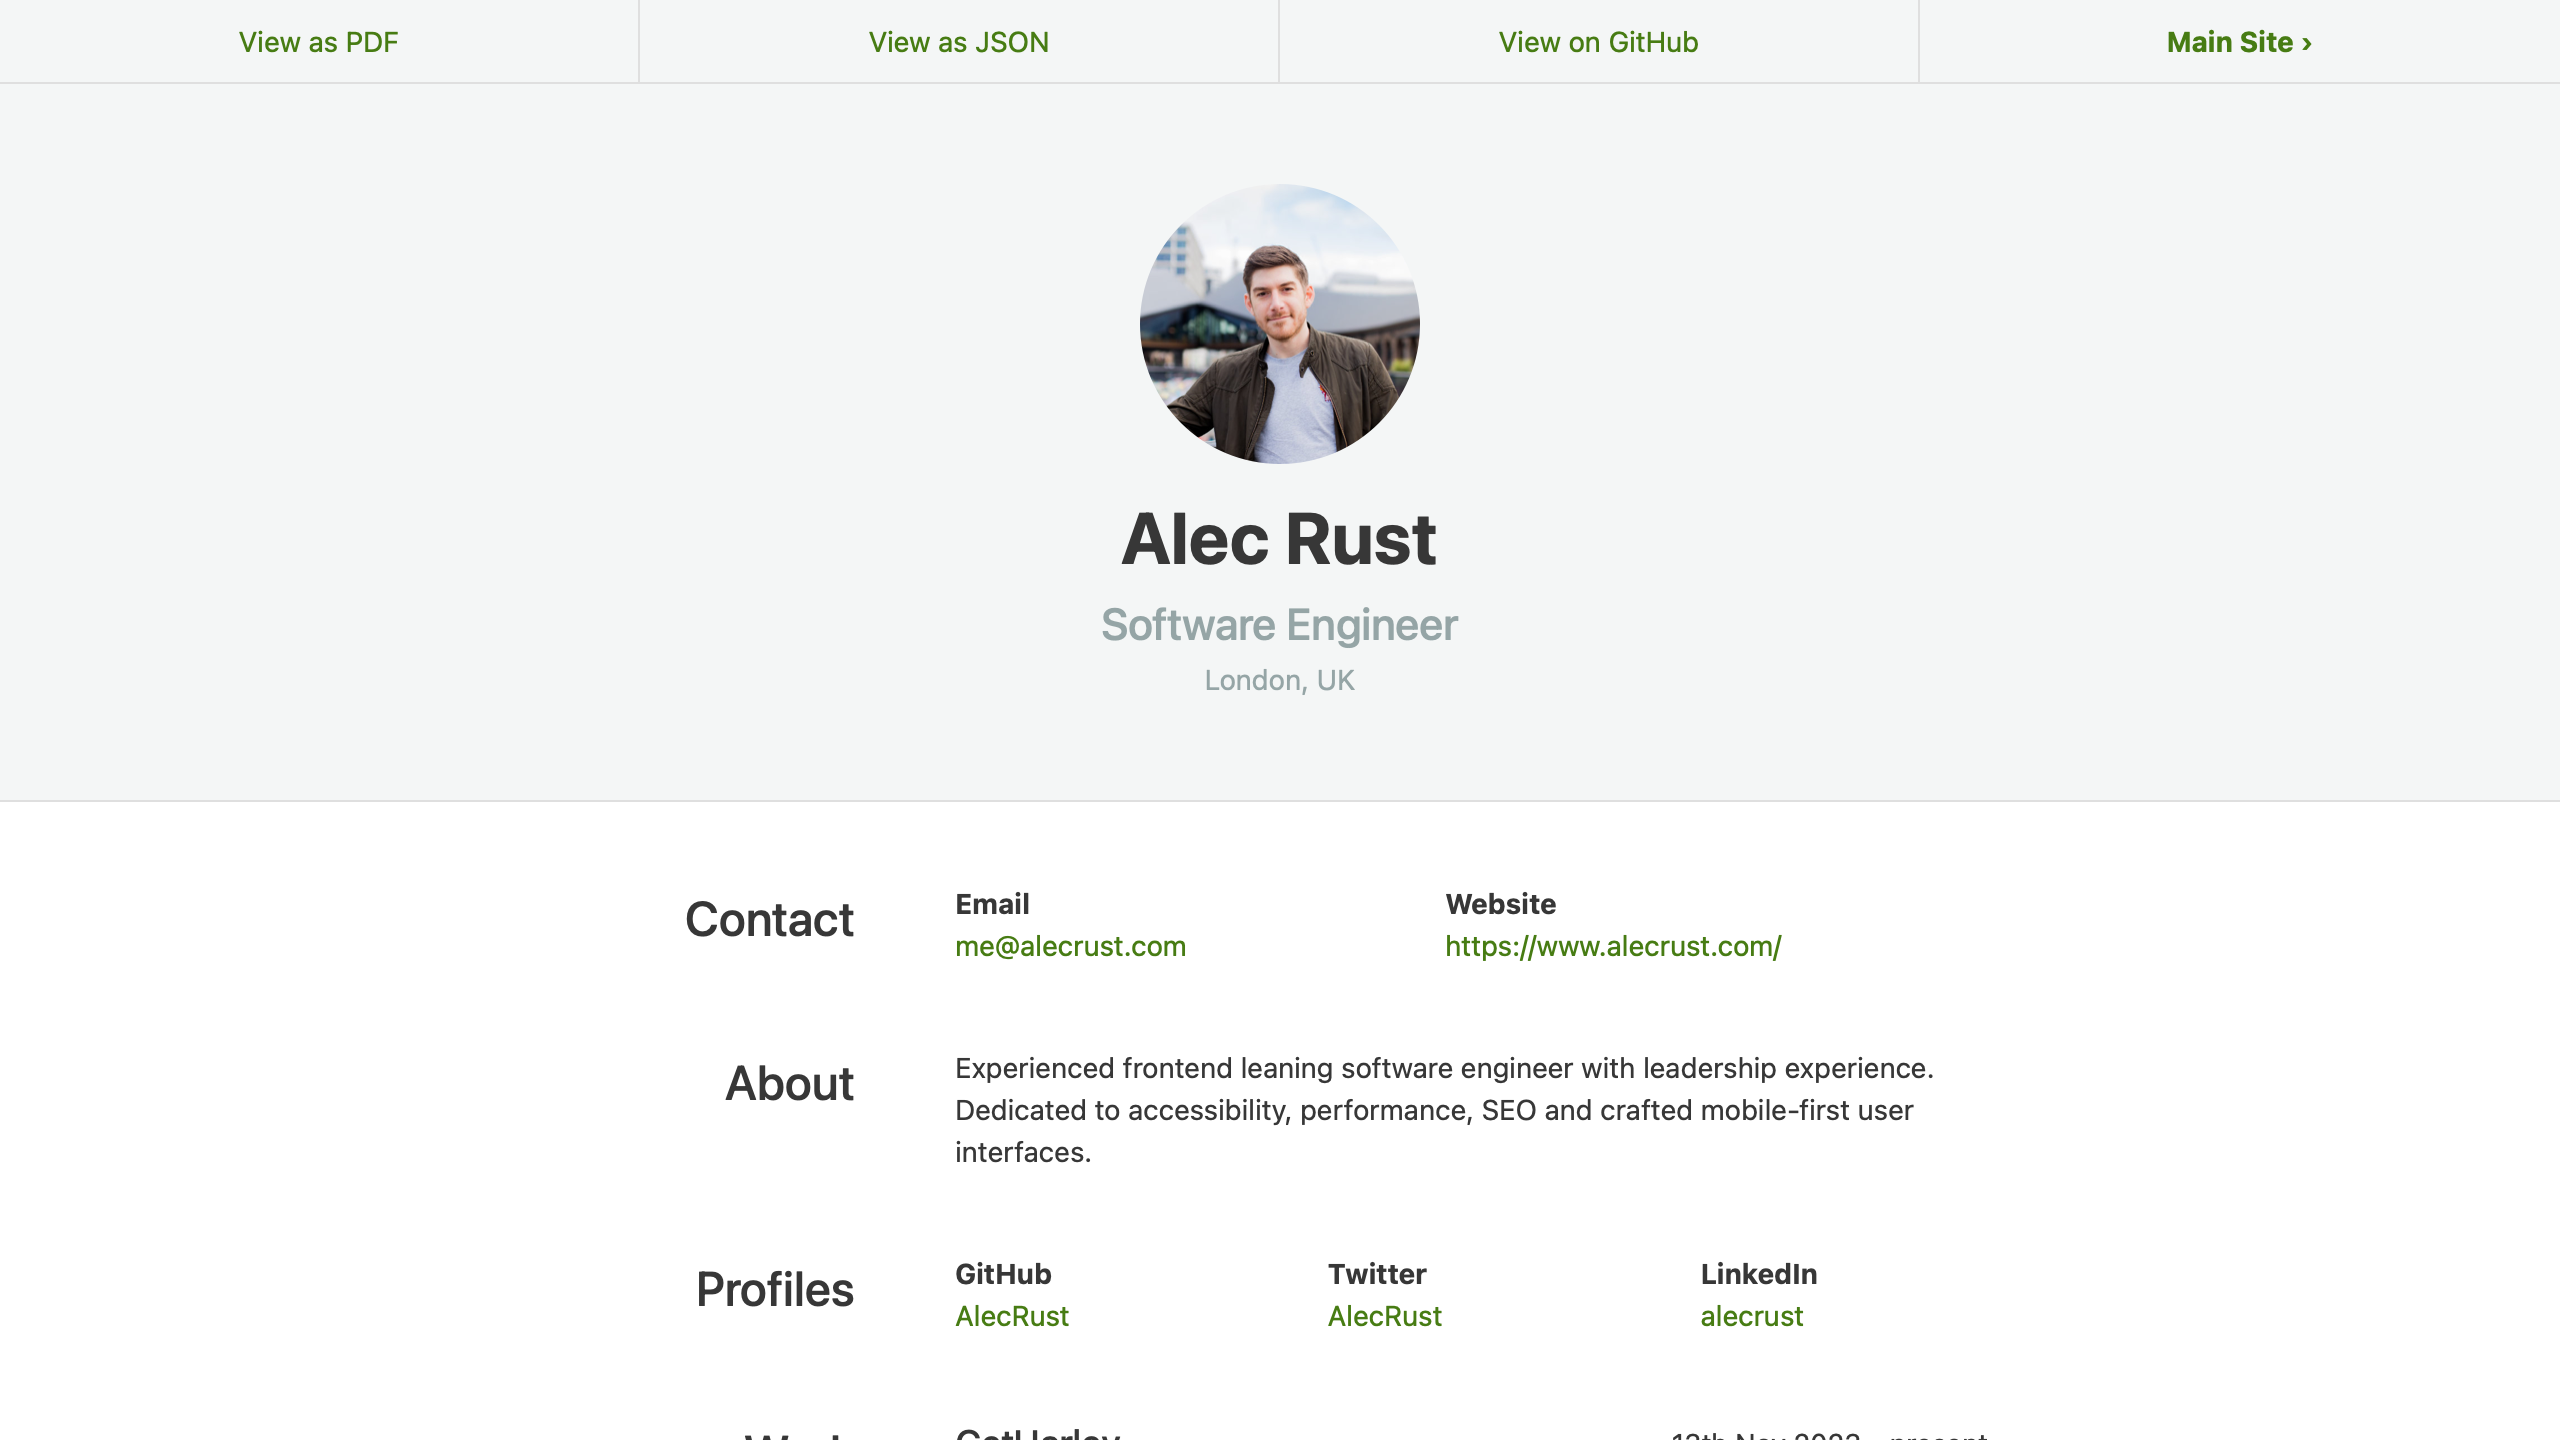 View as PDF
View as JSON
View on GitHub
Main Site ›
Alec Rust
Software Engineer
London, UK
Contact
Email
me@alecrust.com
Website
https://www.alecrust.com/
About
Experienced frontend leaning software engineer with leadership experience.
Dedicated to accessibility, performance, SEO and crafted mobile-first user
interfaces.
Profiles
GitHub
AlecRust
Twitter
AlecRust
LinkedIn
alecrust
Work
GetHarley